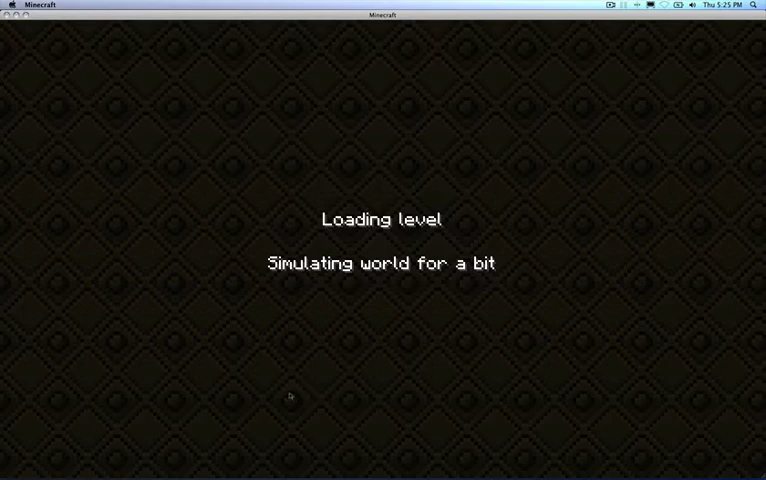 Minecraft
Thu 5:25 PM
Minecraft
Loading level
Simulating world for a bit